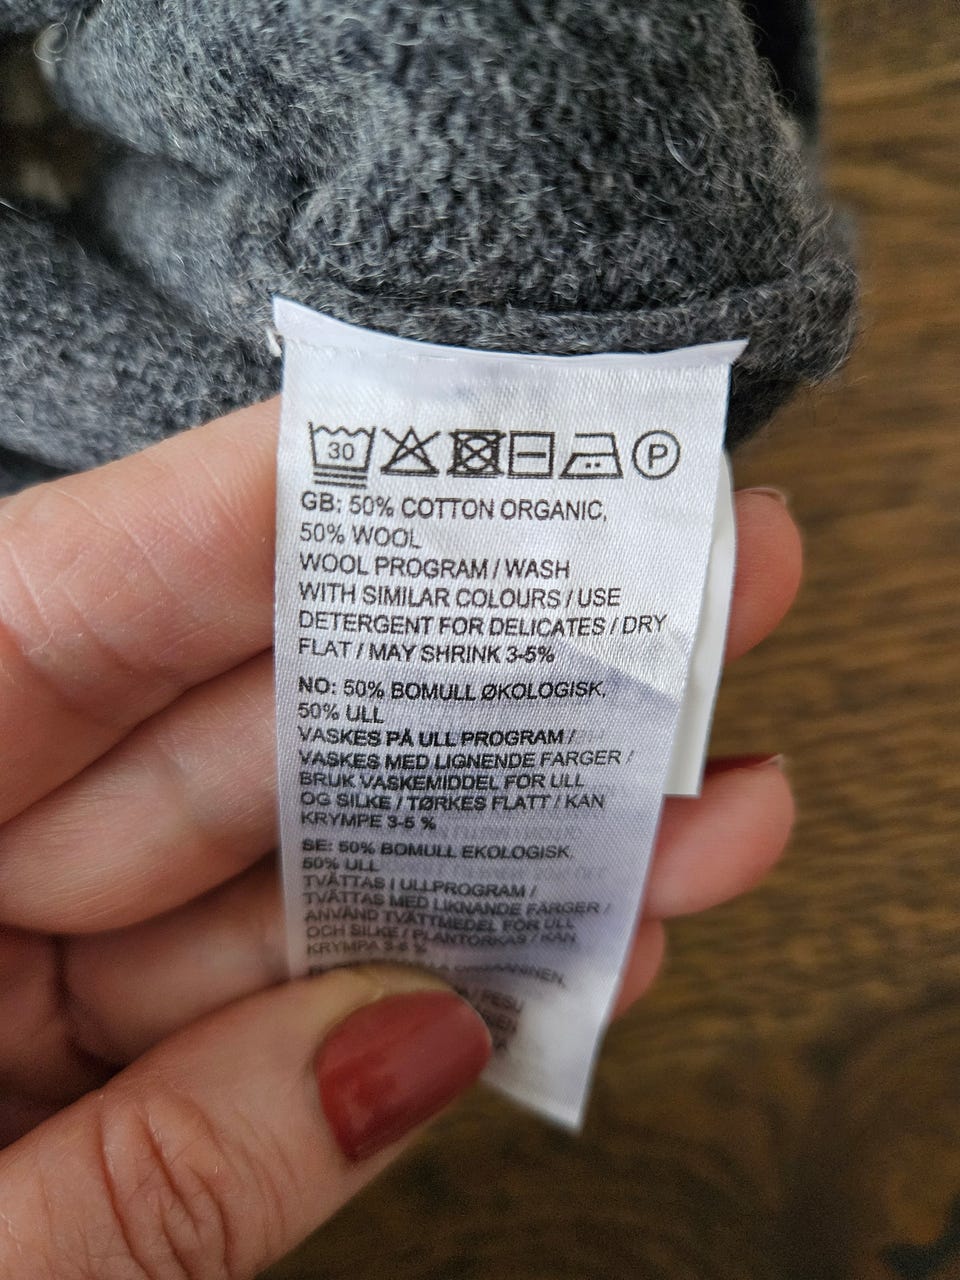 30 P
GB: 50% COTTON ORGANIC,
50% WOOL
WOOL PROGRAM / WASH
WITH SIMILAR COLOURS / USE
DETERGENT FOR DELICATES / DRY
FLAT / MAY SHRINK 3-5%
NO: 50% BOMULL ØKOLOGISK,
50% ULL
VASKES PÅ ULL PROGRAM /
VASKES MED LIGNENDE FARGER /
BRUK VASKEMIDDEL FOR ULL
OG SILKE / TØRKES FLATT / KAN
KRYMPE 3-5 %
SE: 50% BOMULL EKOLOGISK,
50% ULL
TVÄTTAS I ULLPROGRAM /
TVÄTTAS MED LIKNANDE FÄRGER /
ANVÄND TVÄTTMEDEL FÖR ULL
OCH SILKE / PLANTORKAS / KAN
KRYMPA 3-5 %
/ PESU